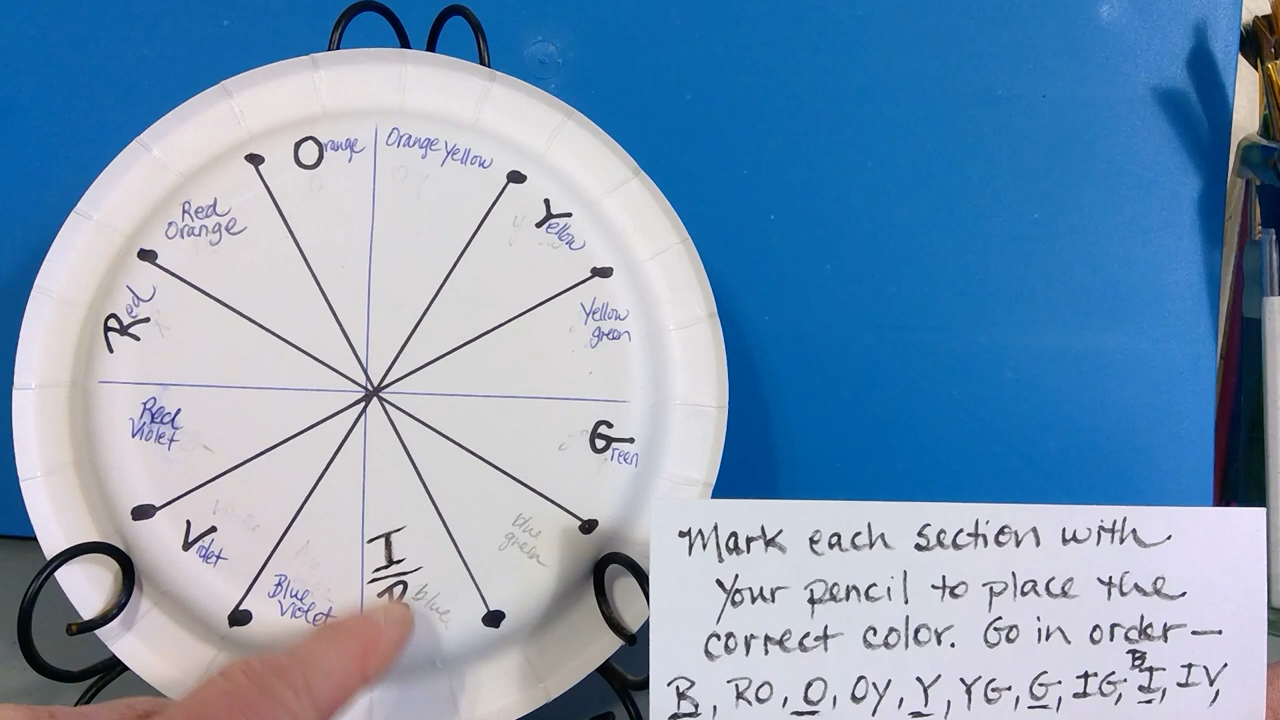 Orange
Orange Yellow
Yellow
Yellow
green
Green
blue
green
I
blue
Blue
Violet
Violet
Red
Violet
Red
Red
Orange
Mark each section with
Your pencil to place the
correct color. Go in order—
R, RO, O, OY, Y, YG, G, IG, B I, IV,